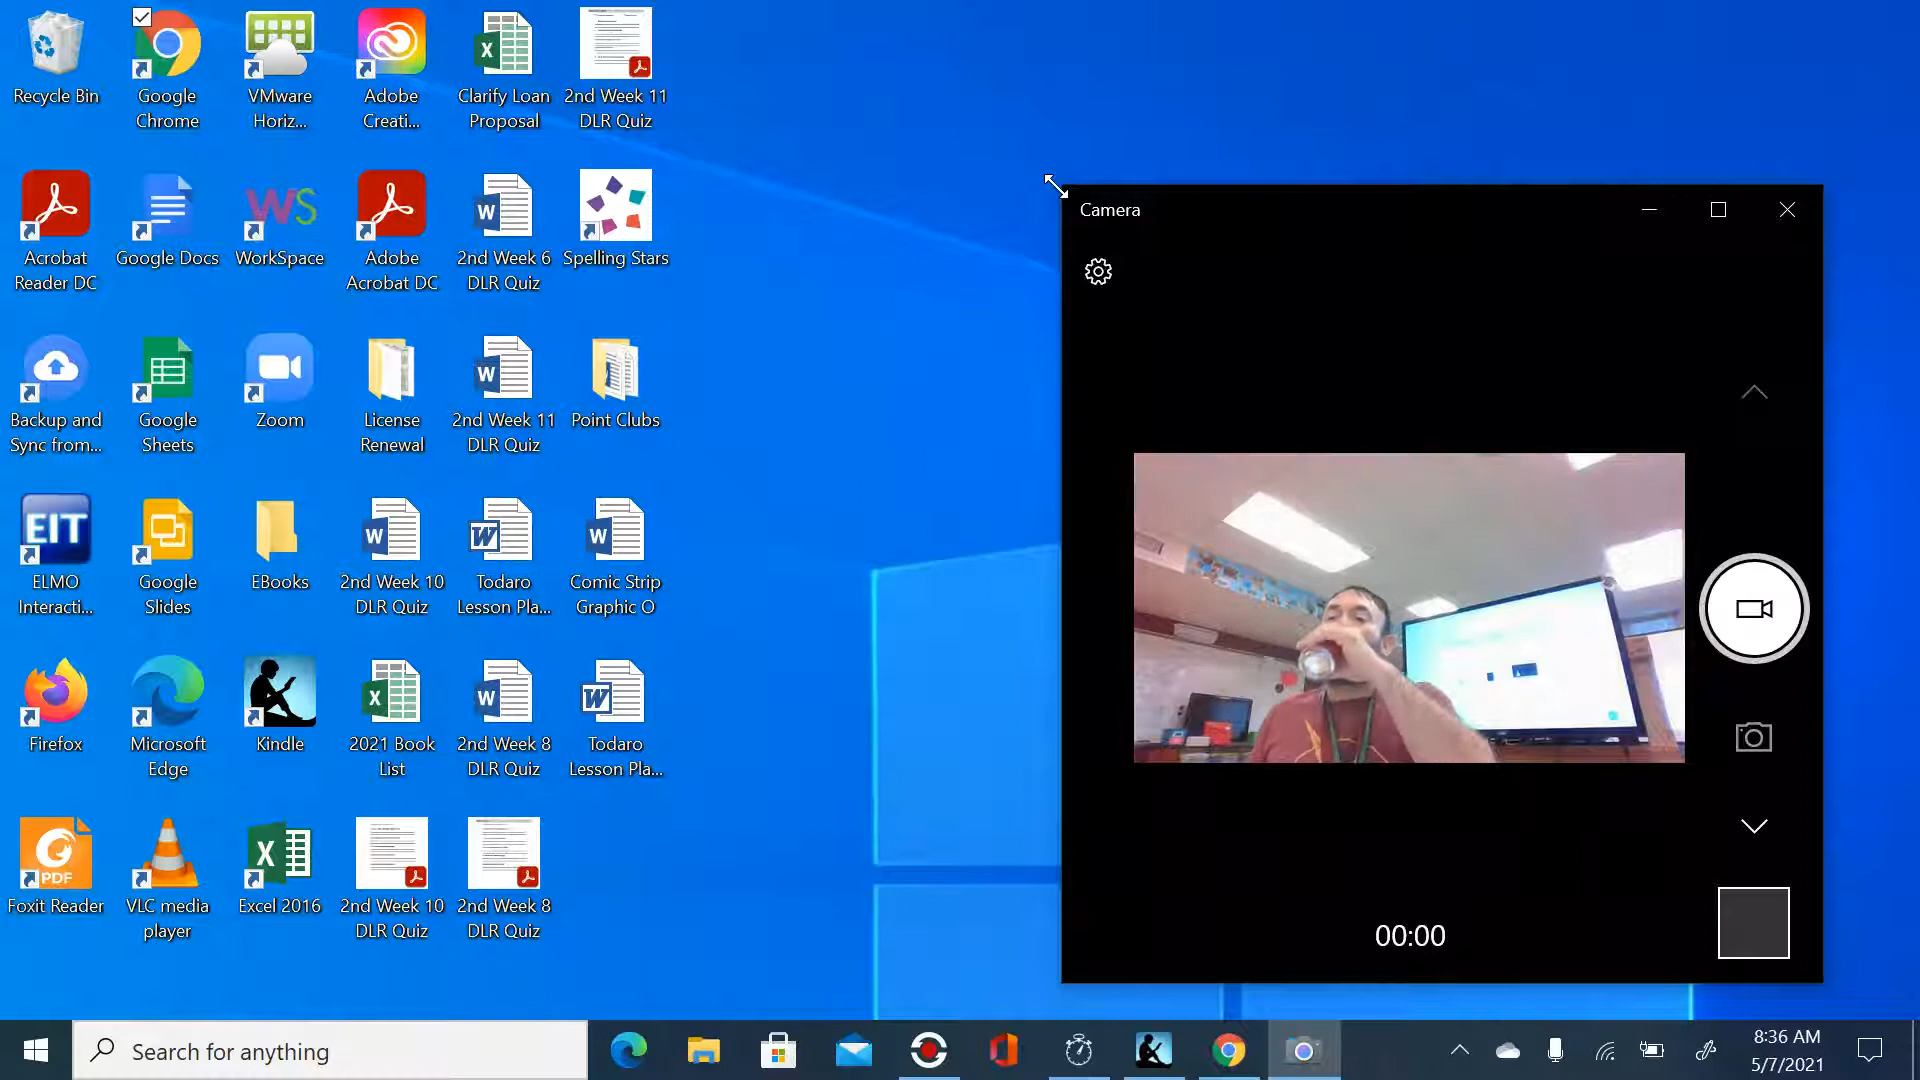 Recycle Bin
Google
Chrome
VMware
Horiz...
Adobe
Creati...
Clarify Loan
Proposal
2nd Week 11
DLR Quiz
Acrobat
Reader DC
Google Docs
WS
WorkSpace
Adobe
Acrobat DC
2nd Week 6
DLR Quiz
Spelling Stars
Backup and
Sync from...
Google
Sheets
Zoom
License
Renewal
2nd Week 11
DLR Quiz
Point Clubs
EIT
ELMO
Interacti...
Google
Slides
EBooks
2nd Week 10
DLR Quiz
Todaro
Lesson Pla...
Comic Strip
Graphic O
Firefox
Microsoft
Edge
Kindle
2021 Book
List
2nd Week 8
DLR Quiz
Todaro
Lesson Pla...
PDF
Foxit Reader
VLC media
player
Excel 2016
2nd Week 10
DLR Quiz
2nd Week 8
DLR Quiz
Camera
00:00
Search for anything
8:36 AM
5/7/2021